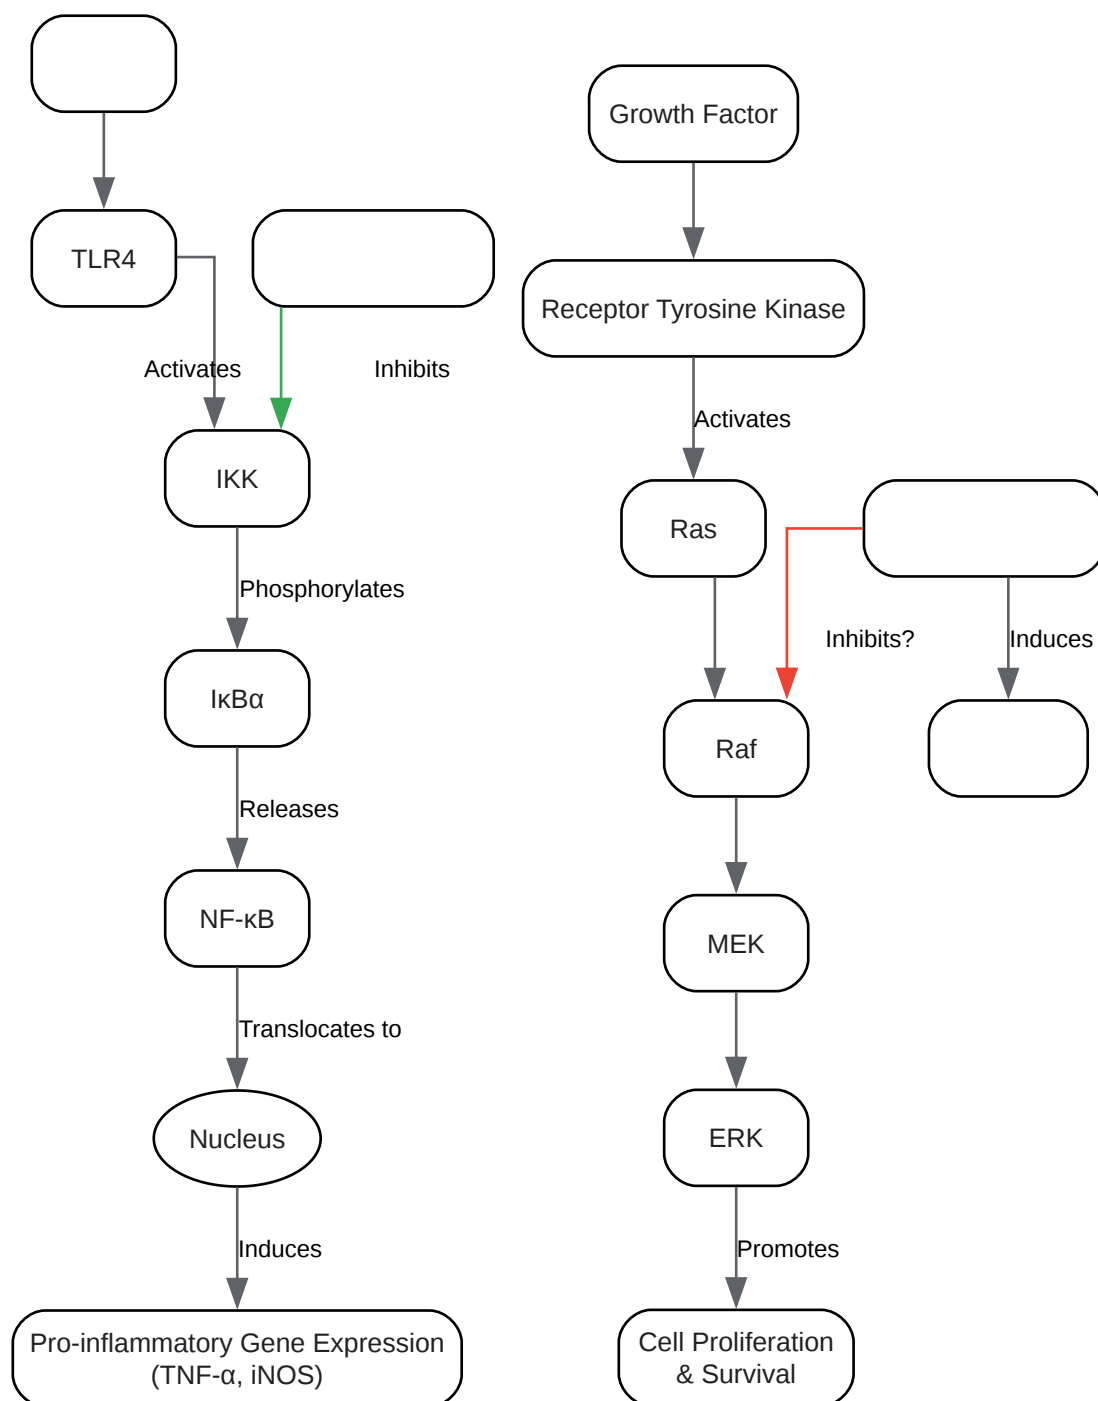 Growth Factor
TLR4
Receptor Tyrosine Kinase
Activates
Inhibits
Activates
IKK
Ras
Phosphorylates
Inhibits?
Induces
IκBα
Raf
Releases
NF-κB
MEK
Translocates to
Nucleus
ERK
Induces
Promotes
Pro-inflammatory Gene Expression
(TNF-α, iNOS)
Cell Proliferation
& Survival